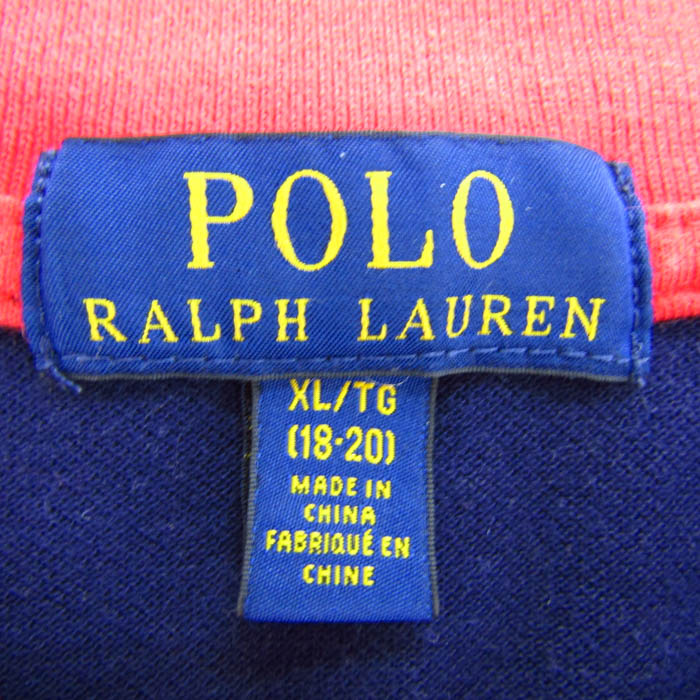 POLO
RALPH LAUREN
XL/TG
(18-20)
MADE IN
CHINA
FABRIQUÉ EN
CHINE